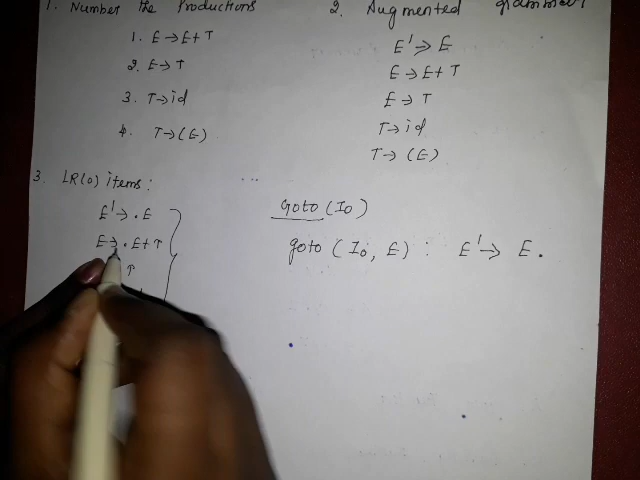 1. Number the Productions
1. E → E + T
2. E → T
3. T → id
4. T → (E)
2. Augmented grammar
E' → E
E → E + T
E → T
T → id
T → (E)
3. LR(0) items:
E' → . E
E → . E + T
T
Goto (I0)
goto (I0, E) : E' → E .